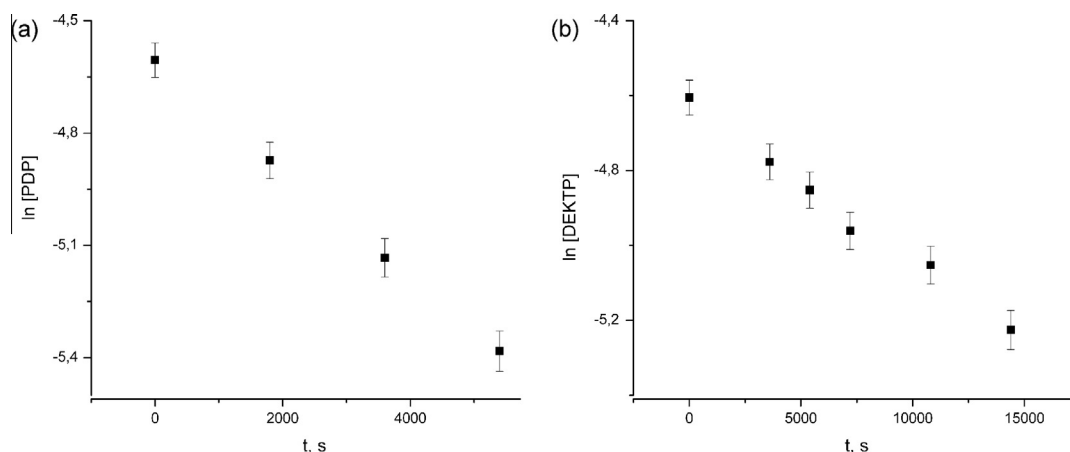 (a)
-4,5
-4,8
-5,1
-5,4
ln [PDP]
0
2000
4000
t, s
(b)
-4,4
-4,8
-5,2
ln [DEKTP]
0
5000
10000
15000
t, s